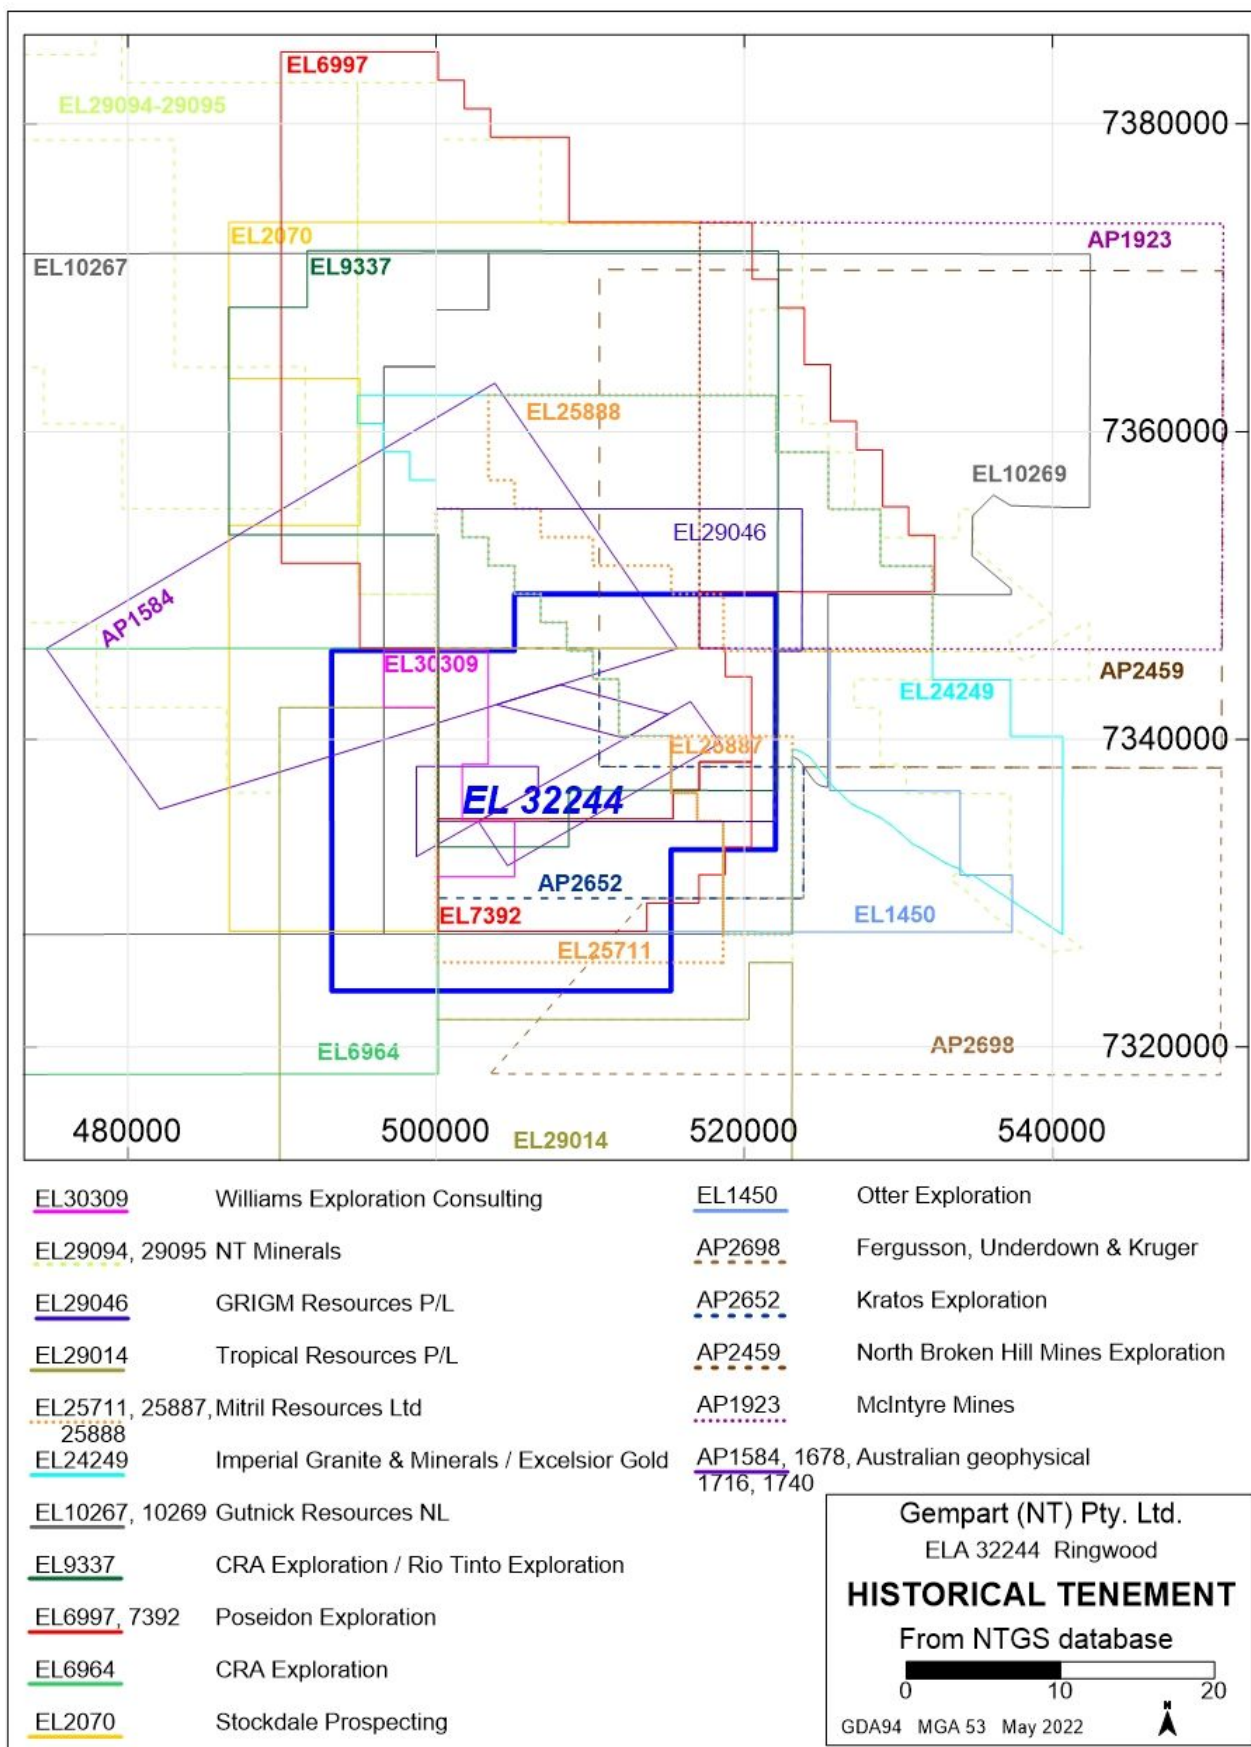 EL6997
EL29094-29095
7380000
EL2070
AP1923
EL10267
EL9337
EL25888
7360000
EL10269
EL29046
AP1584
EL30309
AP2459
EL24249
EL25887
7340000
EL 32244
AP2652
EL7392
EL1450
EL25711
EL6964
AP2698
7320000
480000
500000
520000
540000
EL29014
EL30309 Williams Exploration Consulting
EL29094, 29095 NT Minerals
EL29046 GRIGM Resources P/L
EL29014 Tropical Resources P/L
EL25711, 25887, Mitril Resources Ltd
25888
EL24249 Imperial Granite & Minerals / Excelsior Gold
EL10267, 10269 Gutnick Resources NL
EL9337 CRA Exploration / Rio Tinto Exploration
EL6997, 7392 Poseidon Exploration
EL6964 CRA Exploration
EL2070 Stockdale Prospecting
EL1450 Otter Exploration
AP2698 Fergusson, Underdown & Kruger
AP2652 Kratos Exploration
AP2459 North Broken Hill Mines Exploration
AP1923 McIntyre Mines
AP1584, 1678, Australian geophysical
1716, 1740
Gempart (NT) Pty. Ltd.
ELA 32244 Ringwood
HISTORICAL TENEMENT
From NTGS database
0 10 20
GDA94 MGA 53 May 2022
N